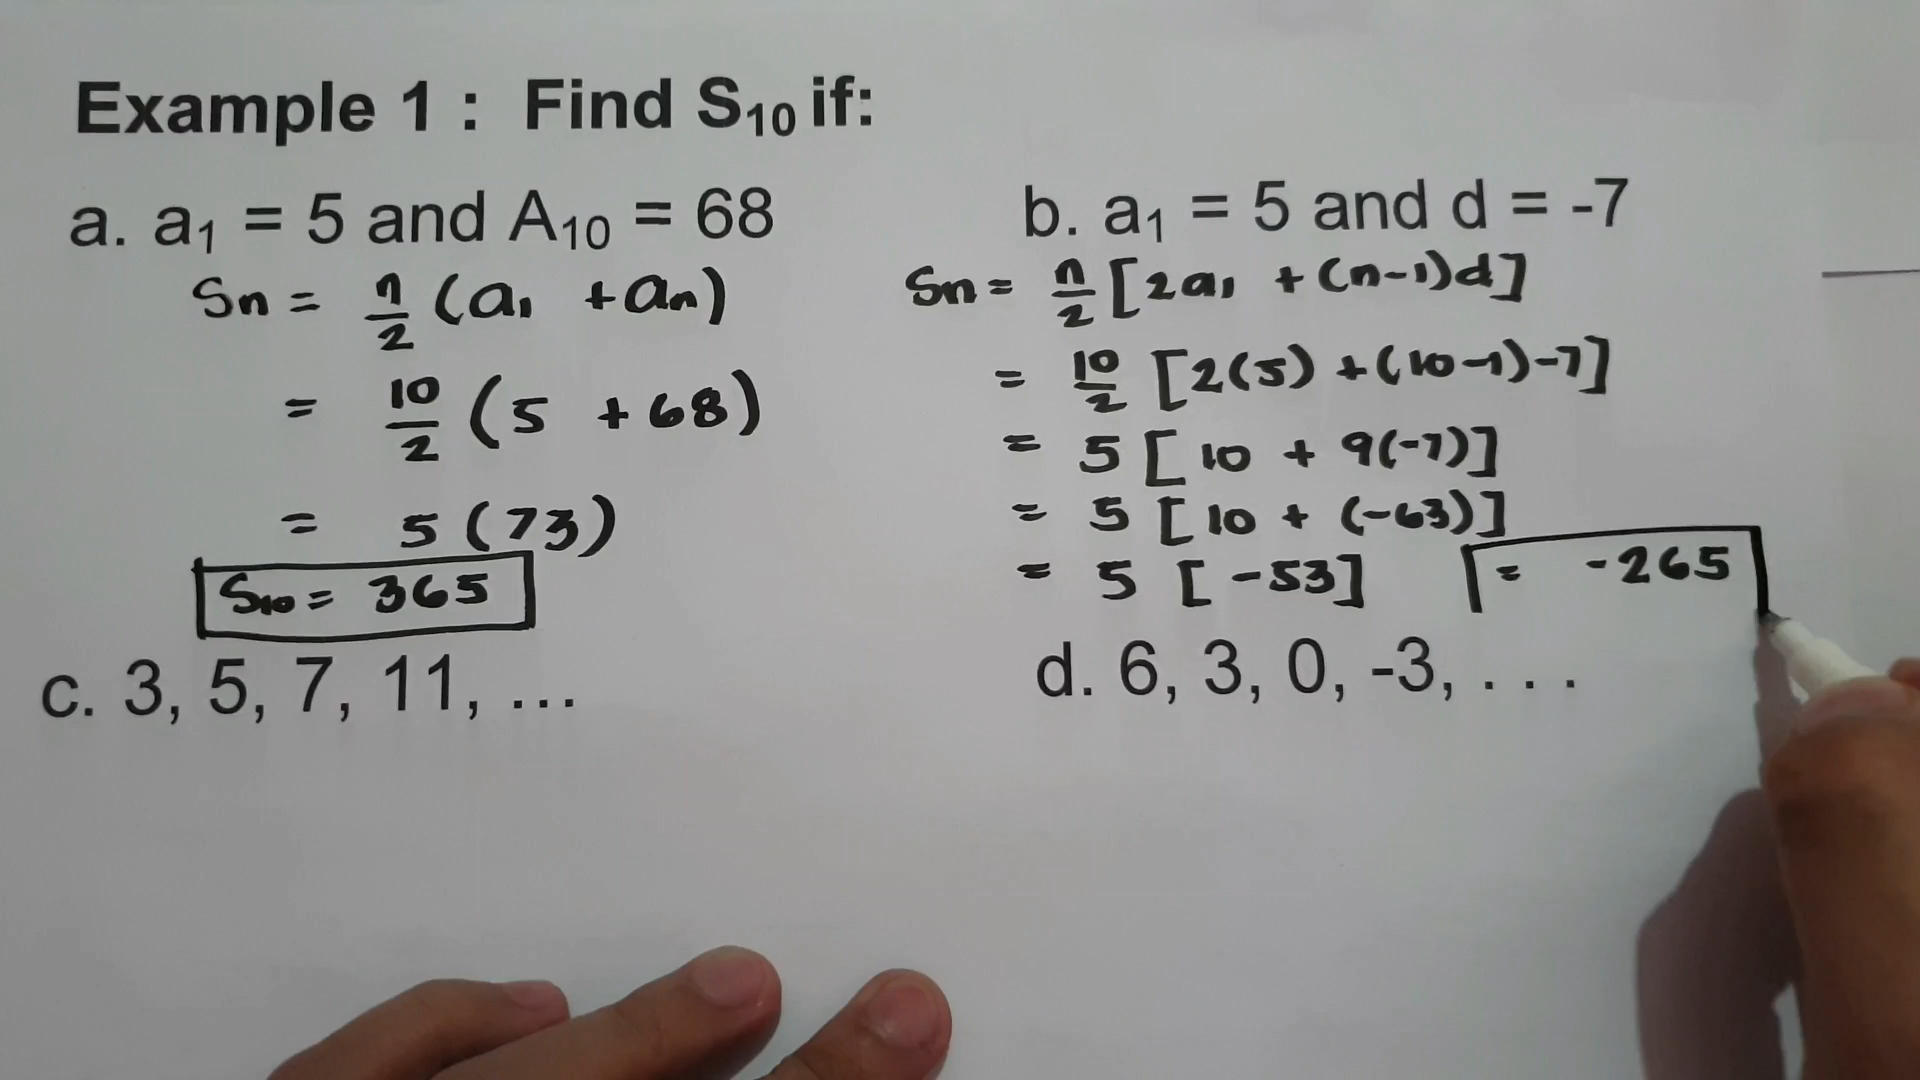 Example 1 : Find S₁₀ if:
a. a₁ = 5 and A₁₀ = 68
Sn = n/2 (a₁ + an)
= 10/2 (5 + 68)
= 5 (73)
S₁₀ = 365
b. a₁ = 5 and d = -7
Sn = n/2 [2a₁ + (n-1)d]
= 10/2 [2(5) + (10-1)-7]
= 5 [10 + 9(-7)]
= 5 [10 + (-63)]
= 5 [-53] = -265
c. 3, 5, 7, 11, ...
d. 6, 3, 0, -3, . . .